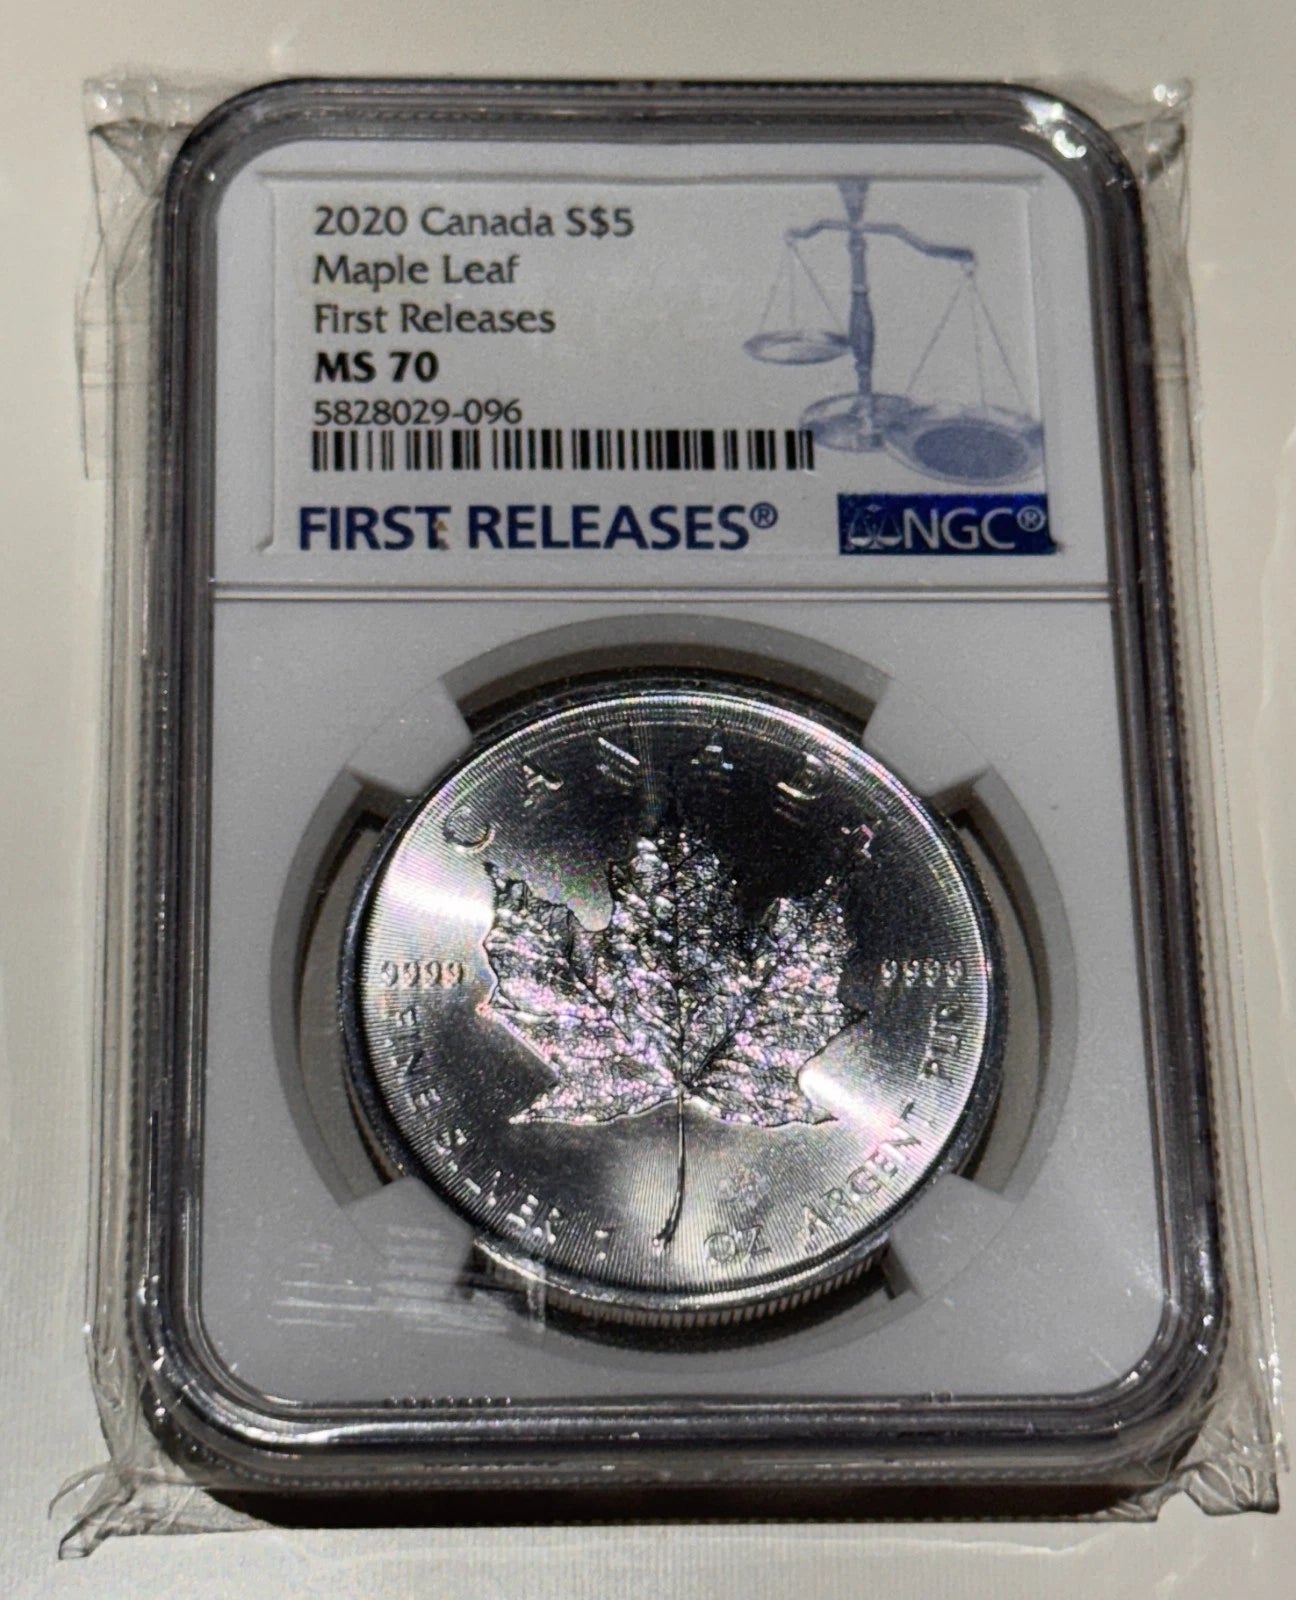 2020 Canada S$5
Maple Leaf
First Releases
MS 70
5828029-096
FIRST RELEASES®
NGC®
CANADA
9999
9999
FINE SILVER 1 OZ ARGENT PUR